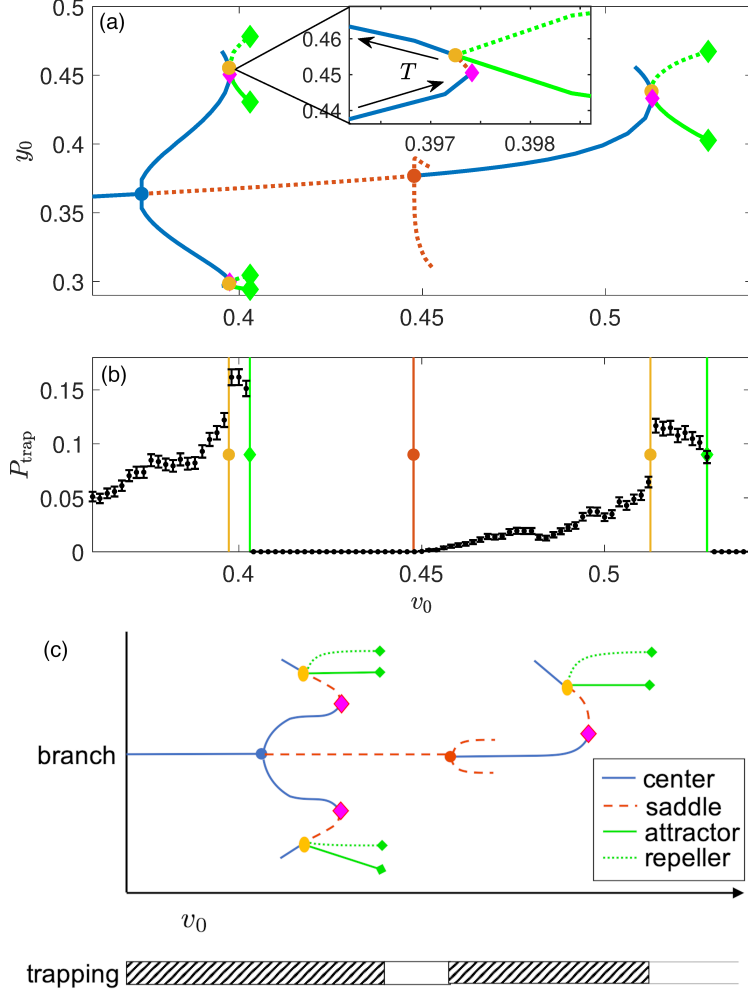 (a)
0.5
0.45
0.4
0.35
0.3
y₀
0.46
0.45
0.44
T
0.397 0.398
0.4 0.45 0.5
(b)
0.15
0.1
0.05
0
P_trap
0.4 0.45 0.5
v₀
(c)
branch
center
saddle
attractor
repeller
v₀
trapping